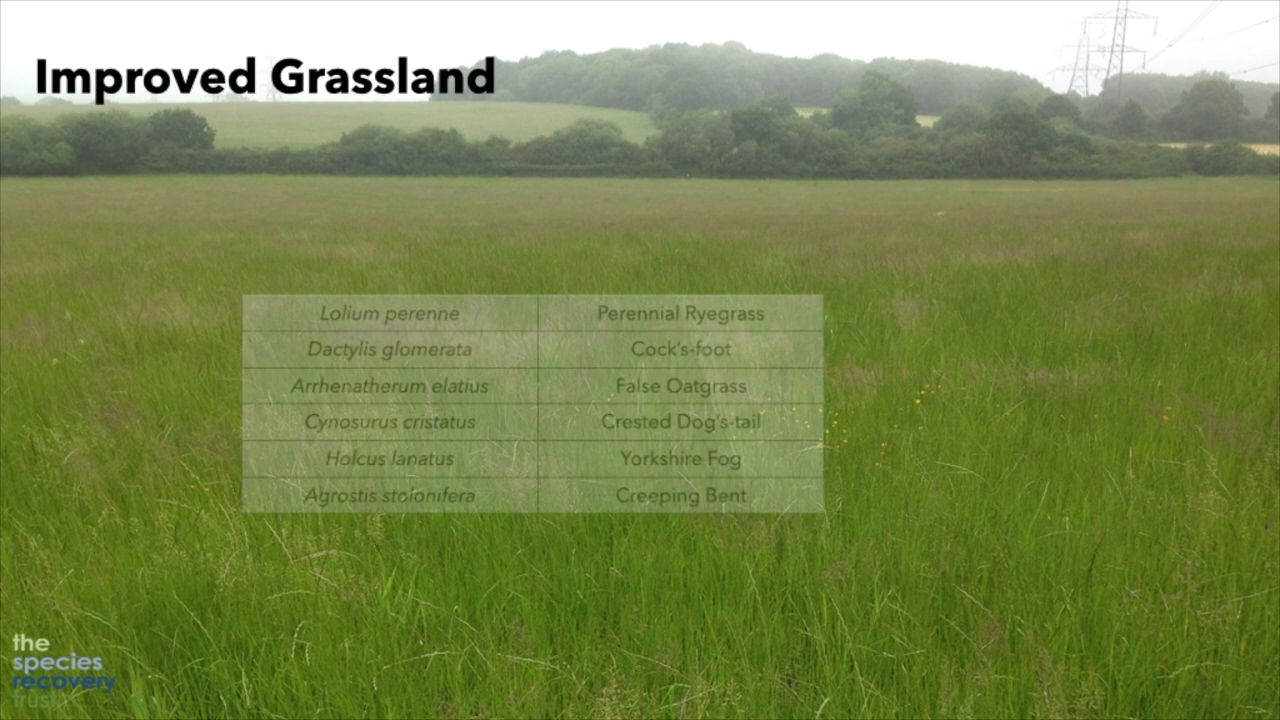 Improved Grassland
Lolium perenne Perennial Ryegrass
Dactylis glomerata Cock's-foot
Arrhenatherum elatius False Oatgrass
Cynosurus cristatus Crested Dog's-tail
Holcus lanatus Yorkshire Fog
Agrostis stolonifera Creeping Bent
the
species
recovery
trust